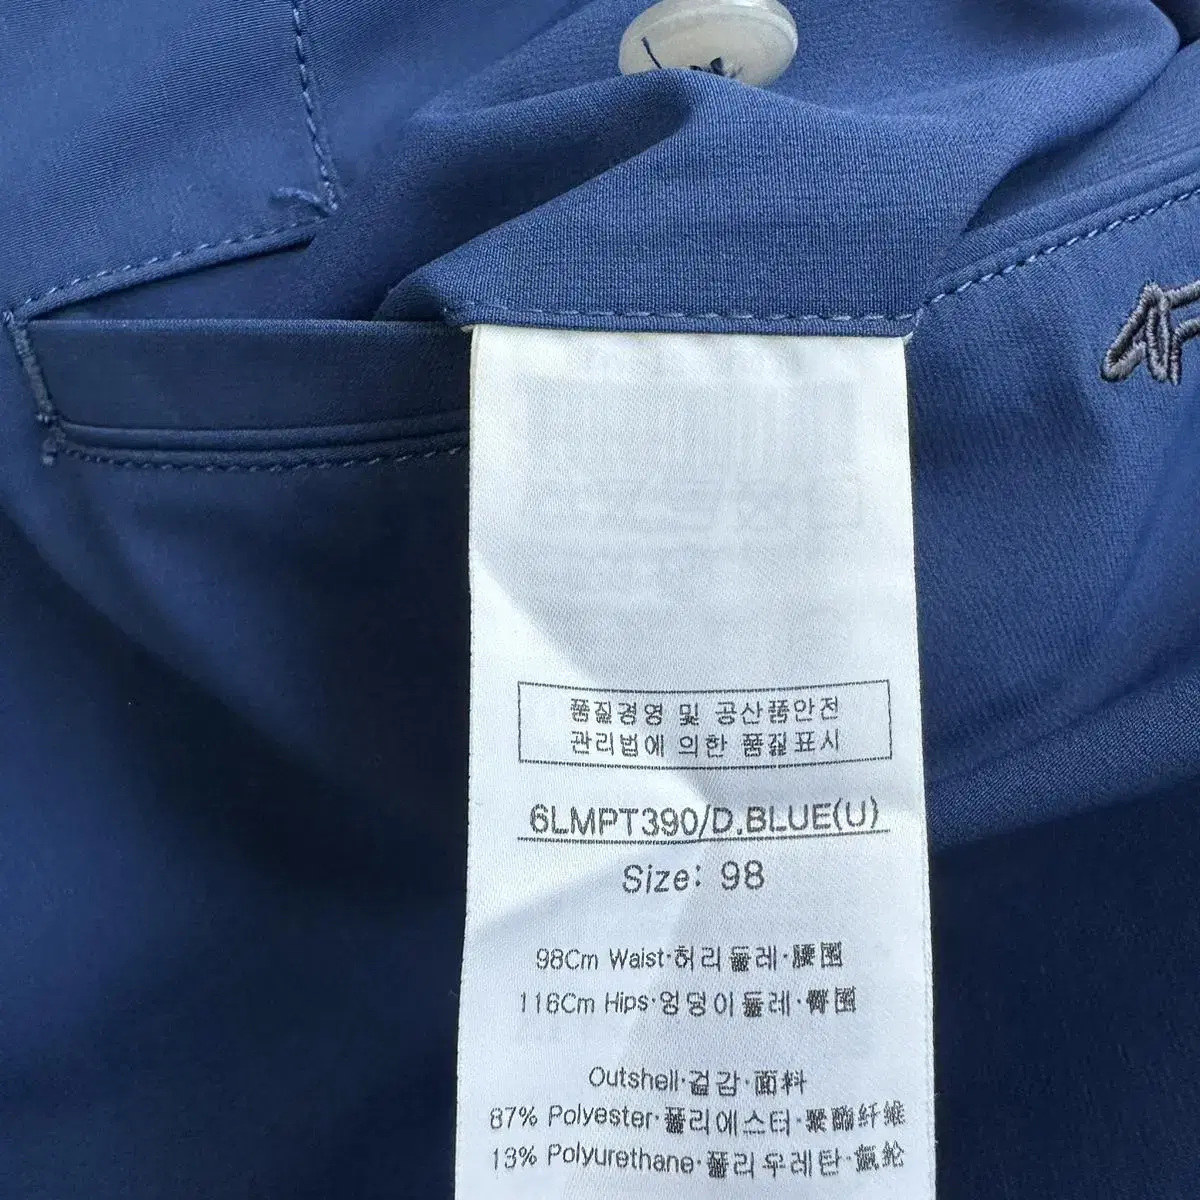 AF
품질경영 및 공산품안전
관리법에 의한 품질표시
6LMPT390/D.BLUE(U)
Size: 98
98Cm Waist·허리둘레·腰围
116Cm Hips·엉덩이둘레·臀围
Outshell·겉감·面料
87% Polyester·폴리에스터·聚酯纤维
13% Polyurethane·폴리우레탄·氨纶